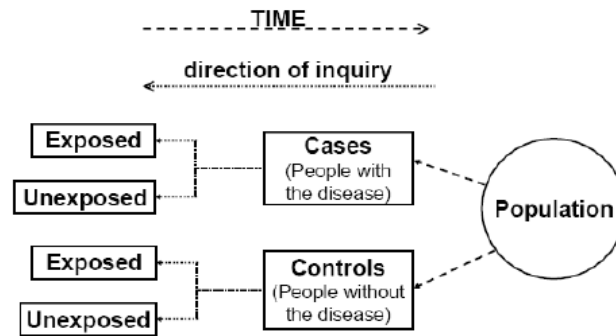 TIME
direction of inquiry
Exposed
Unexposed
Cases
(People with
the disease)
Population
Exposed
Unexposed
Controls
(People without
the disease)